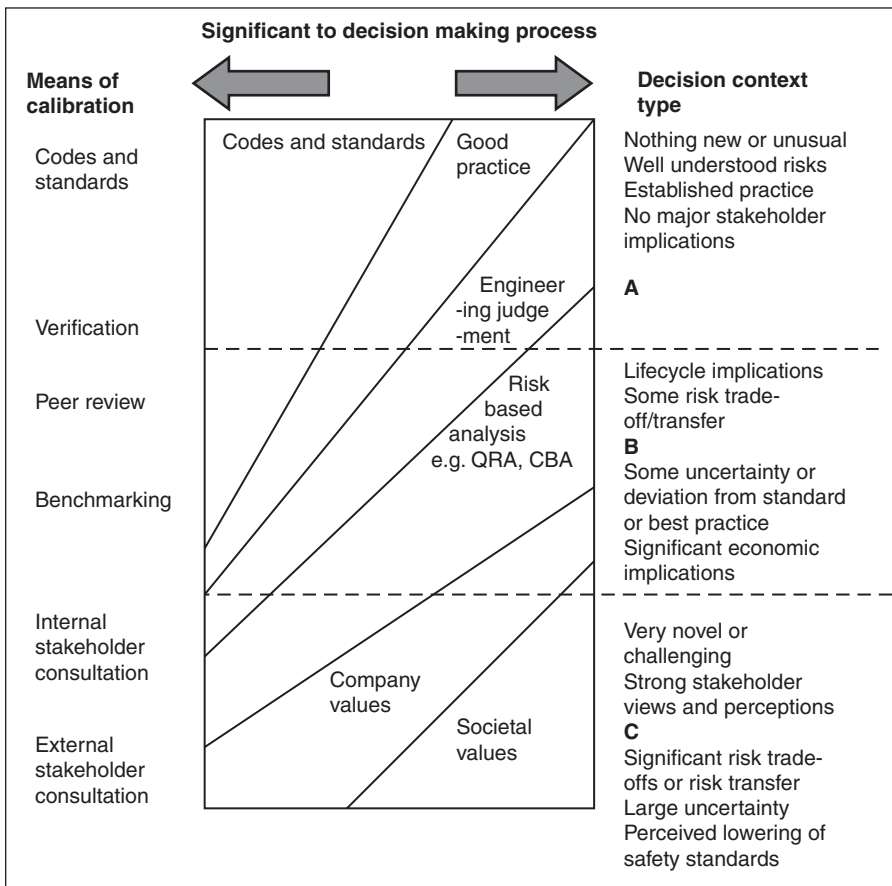 Significant to decision making process
Means of
calibration
Codes and
standards
Verification
Peer review
Benchmarking
Internal
stakeholder
consultation
External
stakeholder
consultation
Codes and standards
Good
practice
Engineer
-ing judge
-ment
Risk
based
analysis
e.g. QRA, CBA
Company
values
Societal
values
Decision context
type
Nothing new or unusual
Well understood risks
Established practice
No major stakeholder
implications
A
Lifecycle implications
Some risk trade-
off/transfer
B
Some uncertainty or
deviation from standard
or best practice
Significant economic
implications
Very novel or
challenging
Strong stakeholder
views and perceptions
C
Significant risk trade-
offs or risk transfer
Large uncertainty
Perceived lowering of
safety standards